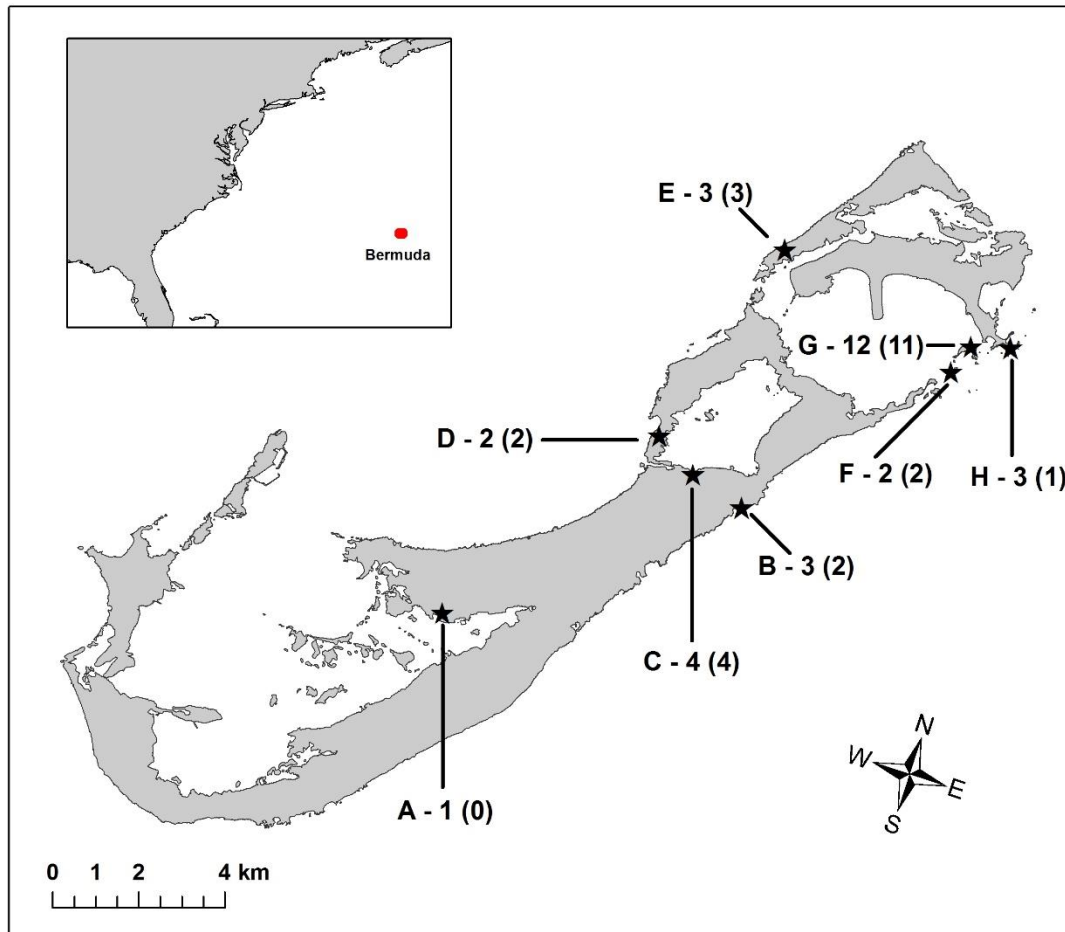 Bermuda
E - 3 (3)
G - 12 (11)
D - 2 (2)
F - 2 (2)
H - 3 (1)
B - 3 (2)
C - 4 (4)
A - 1 (0)
N
W
E
S
0 1 2 4 km